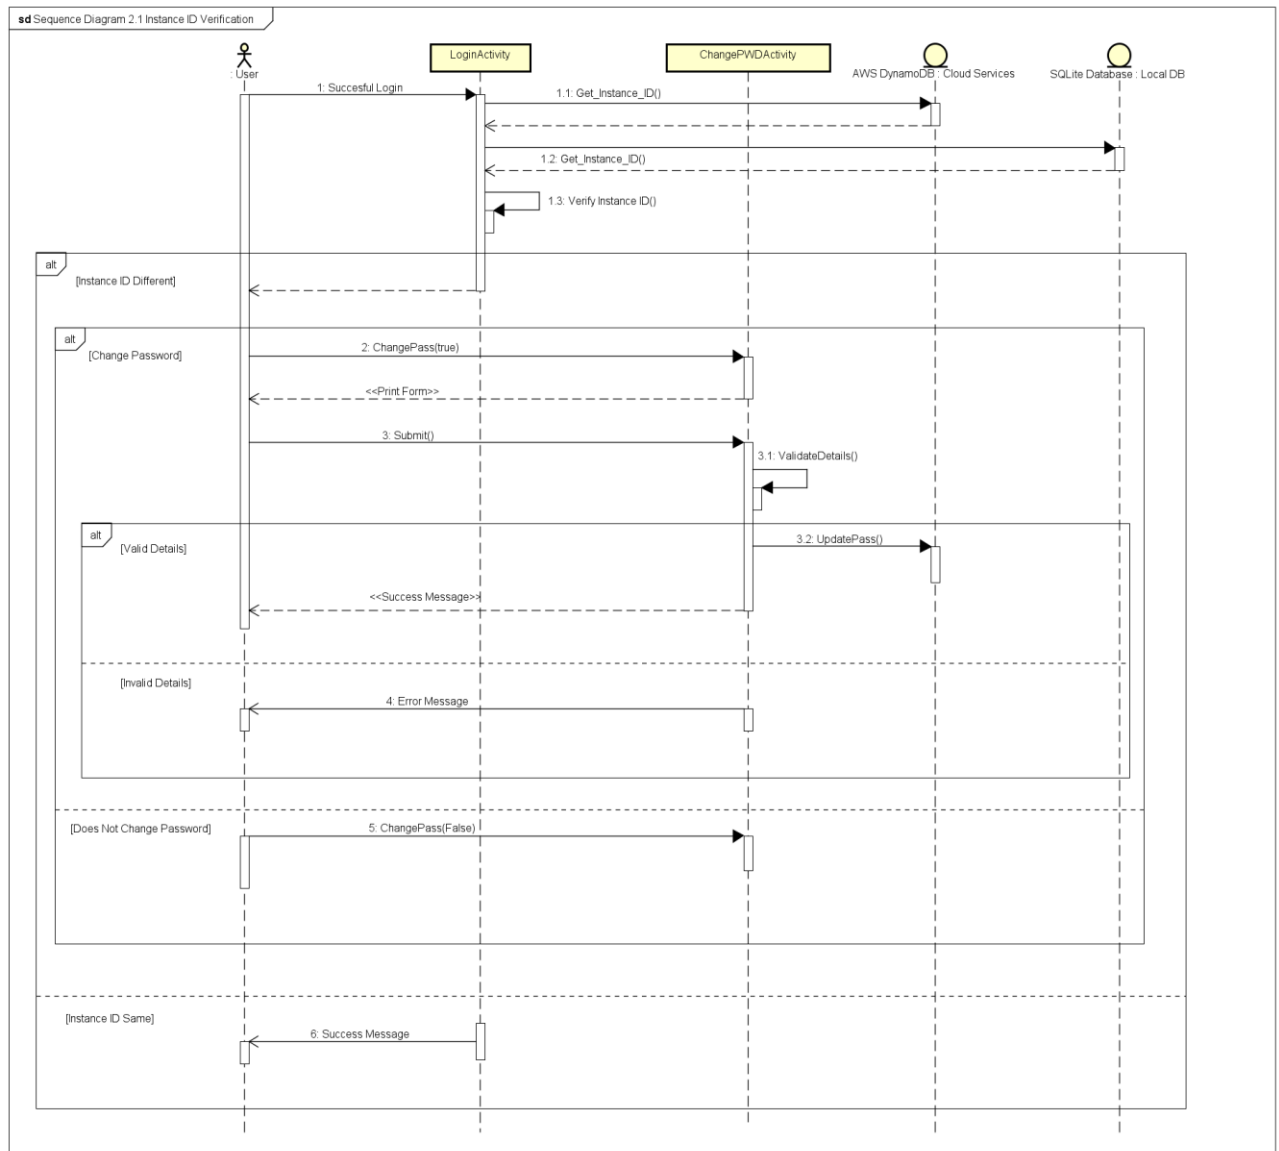 sd Sequence Diagram 2.1 Instance ID Verification
: User
LoginActivity
ChangePWDActivity
AWS DynamoDB : Cloud Services
SQLite Database : Local DB
1: Succesful Login
1.1: Get_Instance_ID()
1.2: Get_Instance_ID()
1.3: Verify Instance ID()
alt
[Instance ID Different]
alt
[Change Password]
2: ChangePass(true)
<<Print Form>>
3: Submit()
3.1: ValidateDetails()
alt
[Valid Details]
3.2: UpdatePass()
<<Success Message>>
[Invalid Details]
4: Error Message
[Does Not Change Password]
5: ChangePass(False)
[Instance ID Same]
6: Success Message